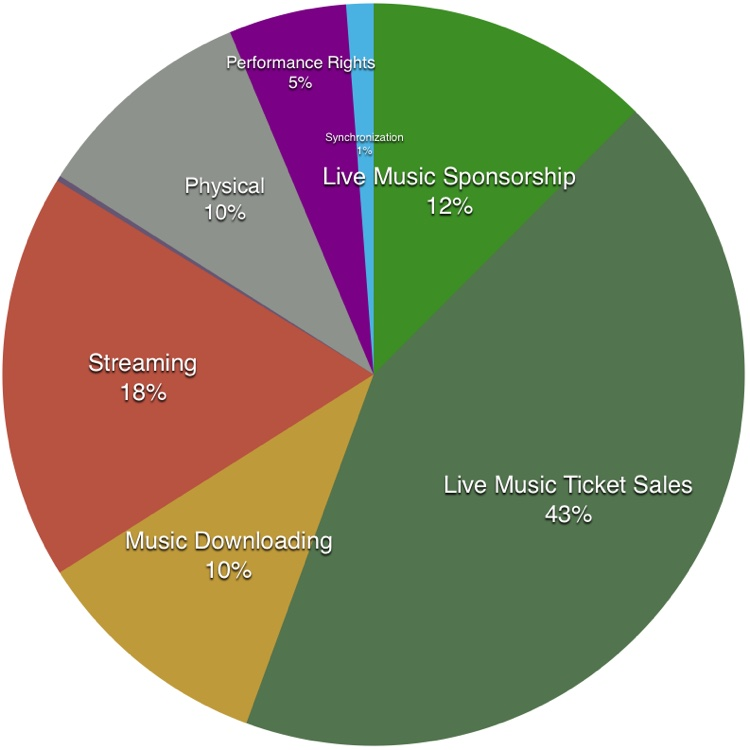 Performance Rights
5%
Synchronization
1%
Live Music Sponsorship
12%
Physical
10%
Streaming
18%
Live Music Ticket Sales
43%
Music Downloading
10%